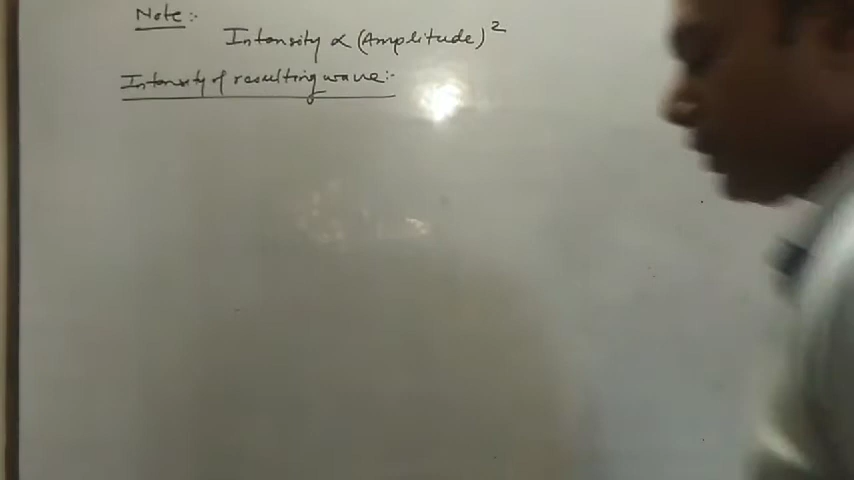 Note:-
Intensity ∝ (Amplitude)²
Intensity of resulting wave:-